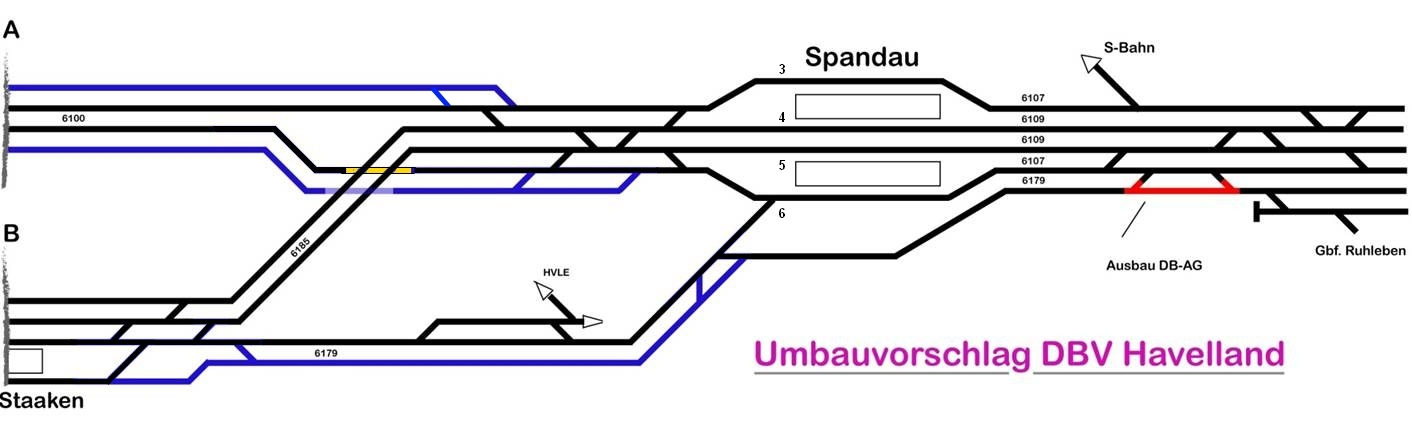 A
Spandau
S-Bahn
3
6107
4
6109
6100
6109
5
6107
6179
6
B
6185
Gbf. Ruhleben
Ausbau DB-AG
HVLE
6179
Umbauvorschlag DBV Havelland
Staaken